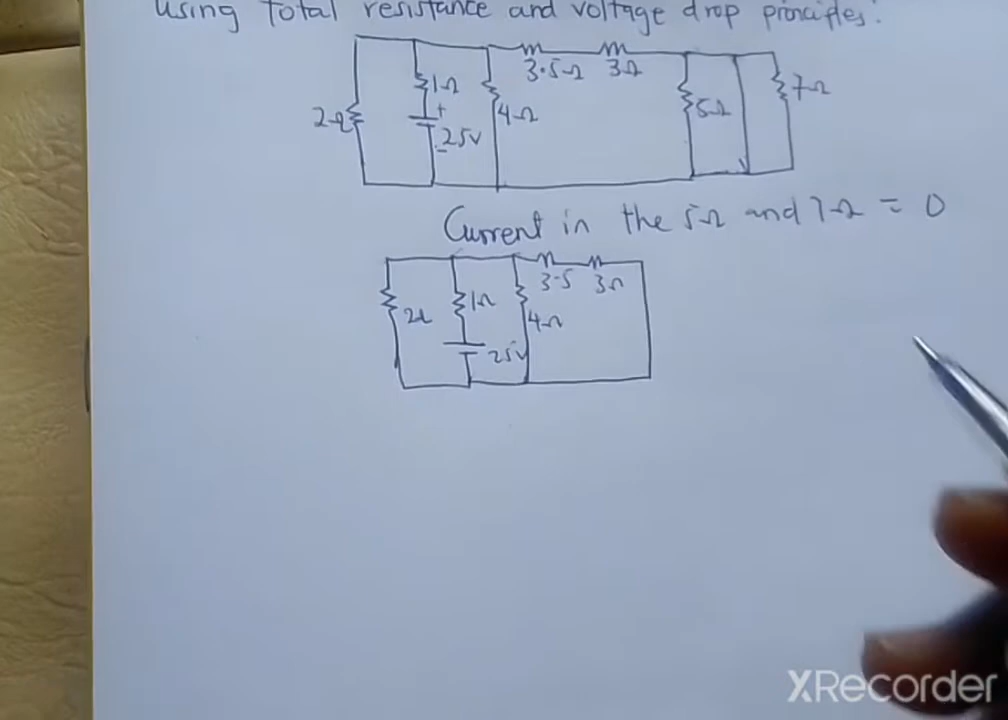 using total resistance and voltage drop principles.
3.5Ω 3Ω
2Ω 1Ω + 4Ω 5Ω 7Ω
- 25V
Current in the 5Ω and 7Ω = 0
3.5 3Ω
2Ω 1Ω 4Ω
25V
XRecorder